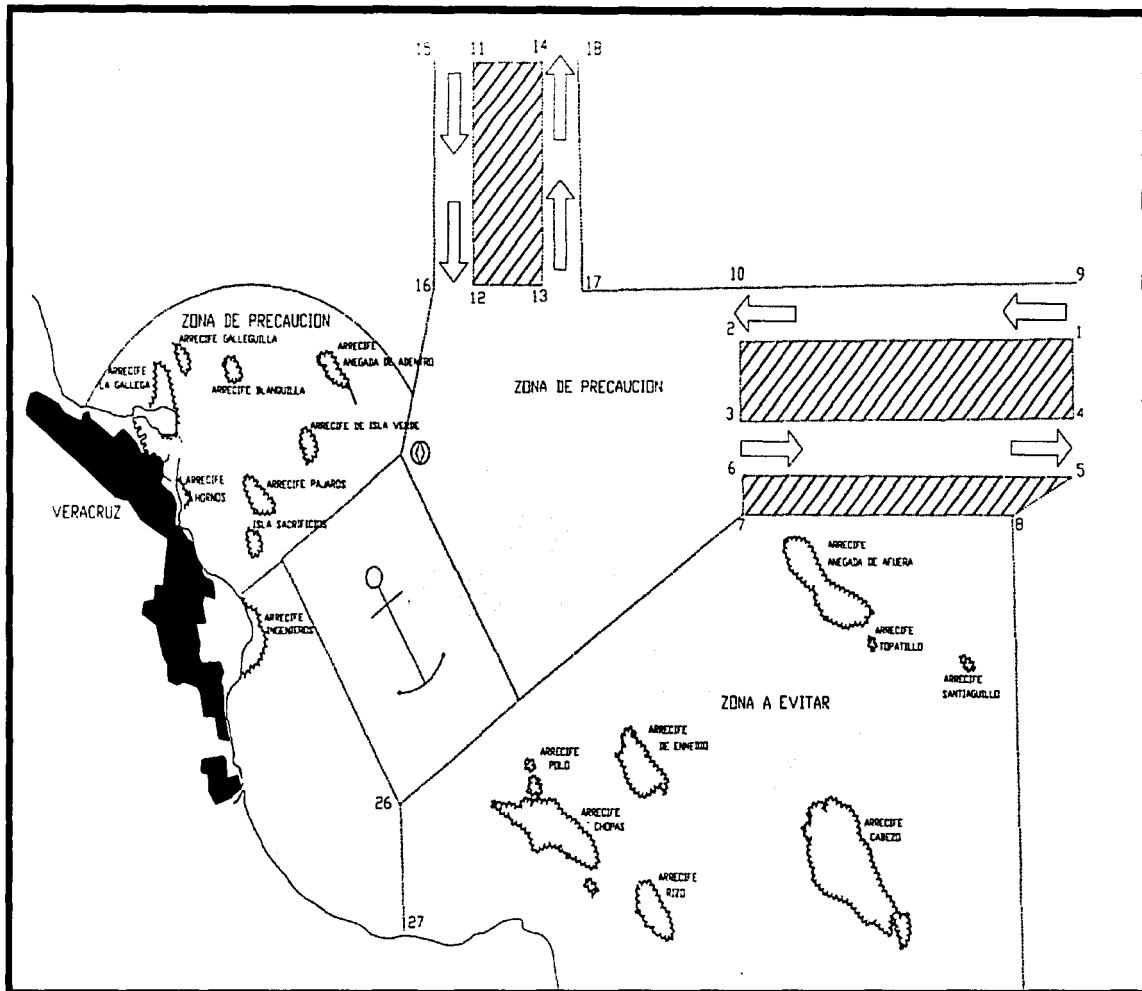 15
11
14
18
16
12
13
17
10
9
2
1
3
4
6
5
7
8
ZONA DE PRECAUCION
ARRECIFE GALLEGUILLA
ARRECIFE
ANEGADA DE ADENTRO
ARRECIFE
LA GALLEGA
ARRECIFE BLANQUILLA
ZONA DE PRECAUCION
ARRECIFE DE ISLA VERDE
ARRECIFE
HORNOS
ARRECIFE PAJAROS
VERACRUZ
ISLA SACRIFICIOS
ARRECIFE
ANEGADA DE AFUERA
ARRECIFE
INGENIEROS
ARRECIFE
TOPATILLO
ARRECIFE
SANTIAGUILLO
ZONA A EVITAR
ARRECIFE
DE ENMEDIO
ARRECIFE
POLO
26
ARRECIFE
CHOPAS
ARRECIFE
CABEZO
ARRECIFE
RIZO
27